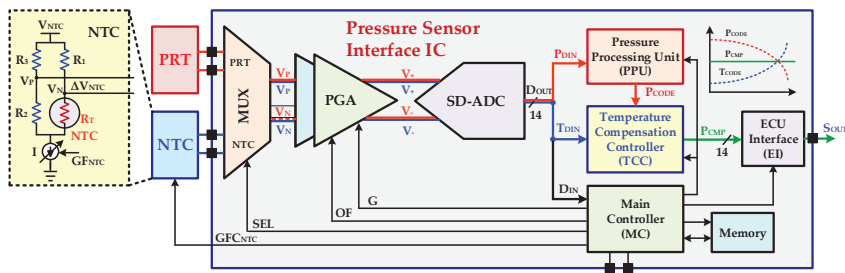 NTC
VNTC
R3
R1
VP
VN
ΔVNTC
R2
RT
NTC
I
GFNTC
PRT
NTC
Pressure Sensor
Interface IC
PRT
MUX
NTC
VP
VP
VN
VN
PGA
V+
V+
V-
V-
SD-ADC
DOUT
14
PDIN
TDIN
DIN
Pressure
Processing Unit
(PPU)
PCODE
Temperature
Compensation
Controller
(TCC)
PCODE
PCMP
TCODE
PCMP
14
ECU
Interface
(EI)
SOUT
Main
Controller
(MC)
Memory
G
OF
SEL
GFCNTC